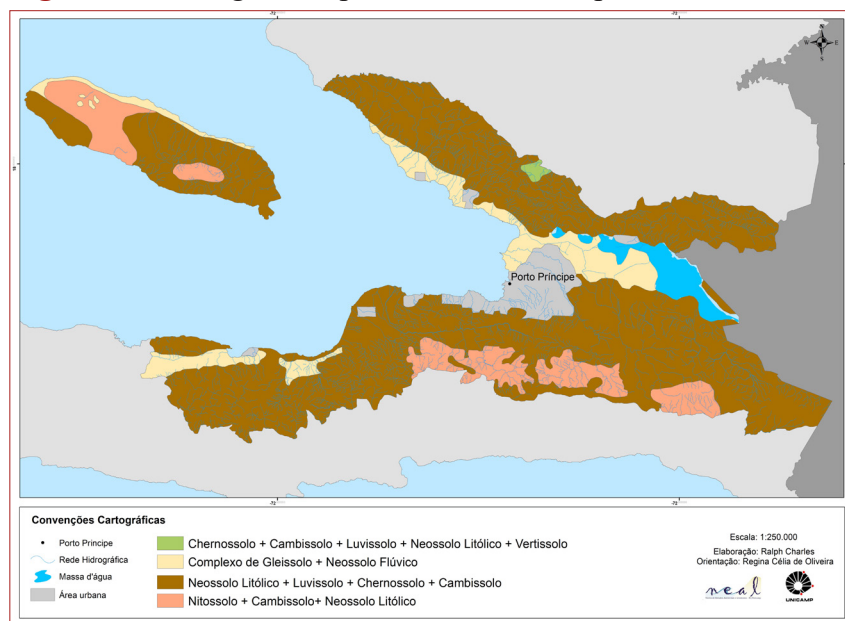 N
W E
S
Porto Príncipe
Convenções Cartográficas
Porto Principe
Rede Hidrográfica
Massa d'água
Área urbana
Chernossolo + Cambissolo + Luvissolo + Neossolo Litólico + Vertissolo
Complexo de Gleissolo + Neossolo Flúvico
Neossolo Litólico + Luvissolo + Chernossolo + Cambissolo
Nitossolo + Cambissolo+ Neossolo Litólico
Escala: 1:250.000
Elaboração: Ralph Charles
Orientação: Regina Célia de Oliveira
neal
UNICAMP